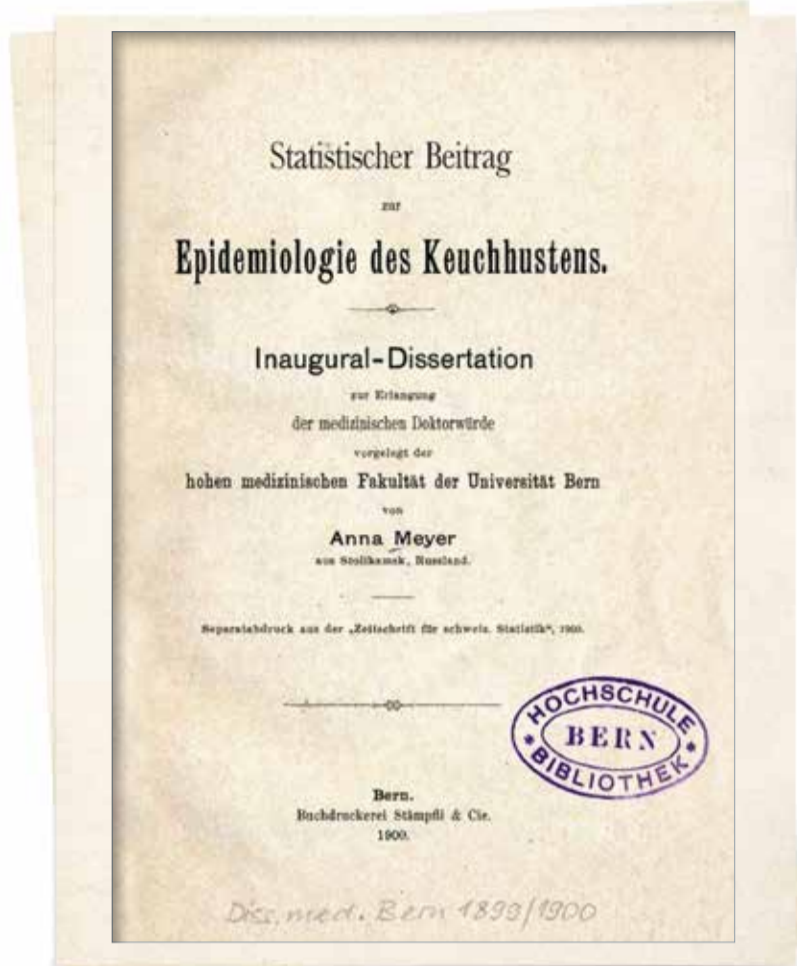 Statistischer Beitrag
zur
Epidemiologie des Keuchhustens.
Inaugural-Dissertation
zur Erlangung
der medizinischen Doktorwürde
vorgelegt der
hohen medizinischen Fakultät der Universität Bern
von
Anna Meyer
aus Ssolikamsk, Russland.
Separatabdruck aus der „Zeitschrift für schweiz. Statistik“, 1900.
HOCHSCHULE
BERN
BIBLIOTHEK
Bern.
Buchdruckerei Stämpfli & Cie.
1900.
Diss. med. Bern 1899/1900